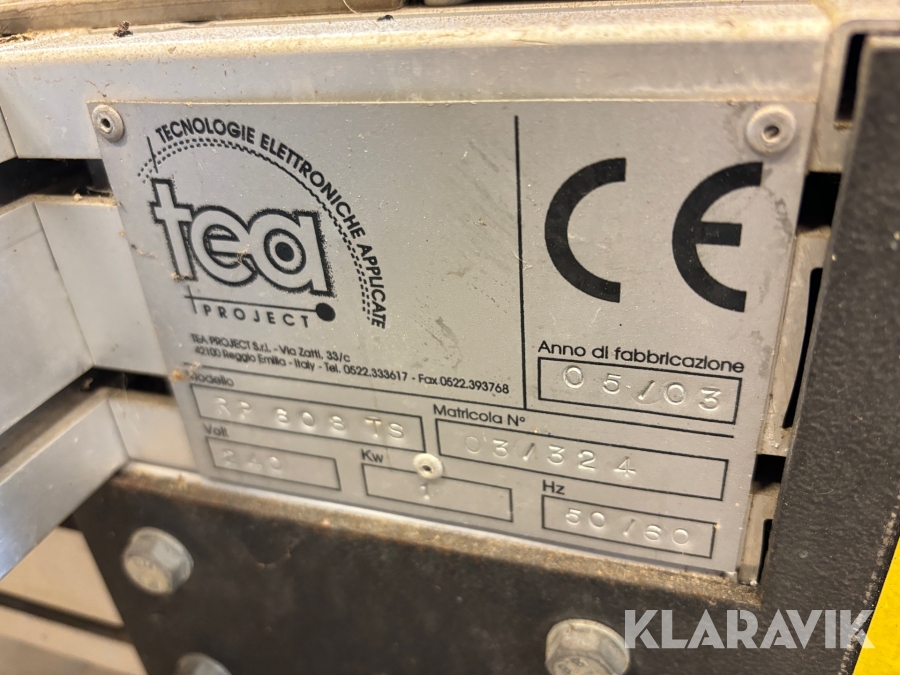 TECNOLOGIE ELETTRONICHE APPLICATE
tea
PROJECT
TEA PROJECT S.r.l. - Via Zatti, 33/c
42100 Reggio Emilia - Italy - Tel. 0522.333617 - Fax 0522.393768
CE
Anno di fabbricazione
05/03
Modello
RP 808 TS
Matricola N°
03/324
Volt.
240
Kw
1
Hz
50/60
KLARAVIK